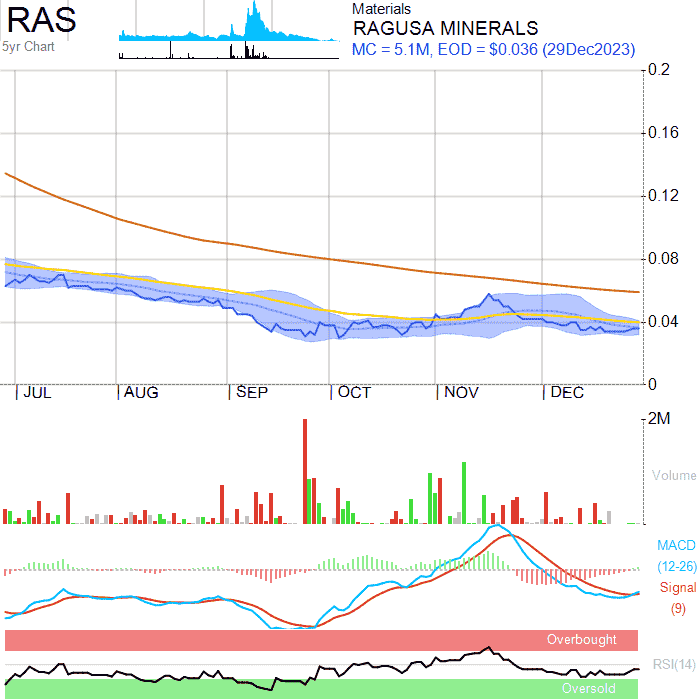 RAS
5yr Chart
Materials
RAGUSA MINERALS
MC = 5.1M, EOD = $0.036 (29Dec2023)
0.2
0.16
0.12
0.08
0.04
0
JUL AUG SEP OCT NOV DEC
2M
Volume
MACD
(12-26)
Signal
(9)
Overbought
RSI(14)
Oversold